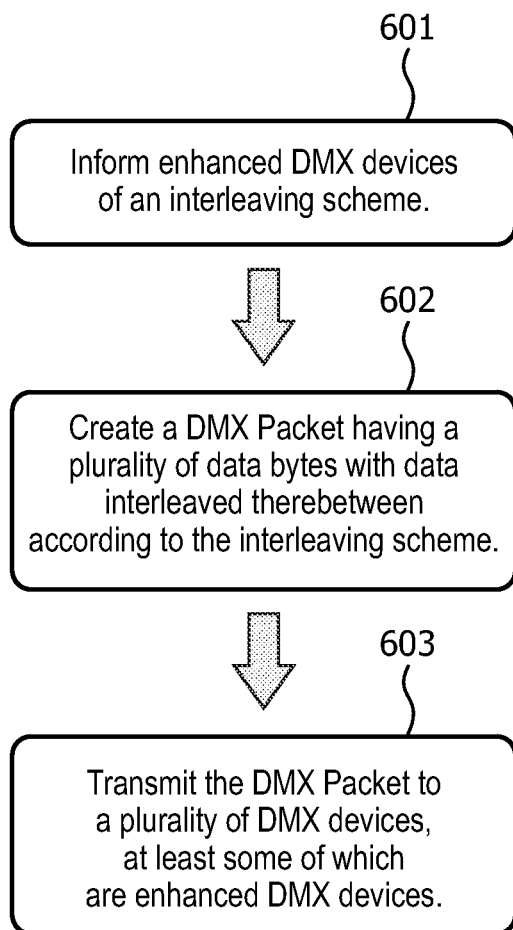 601
Inform enhanced DMX devices
of an interleaving scheme.
602
Create a DMX Packet having a
plurality of data bytes with data
interleaved therebetween
according to the interleaving scheme.
603
Transmit the DMX Packet to
a plurality of DMX devices,
at least some of which
are enhanced DMX devices.